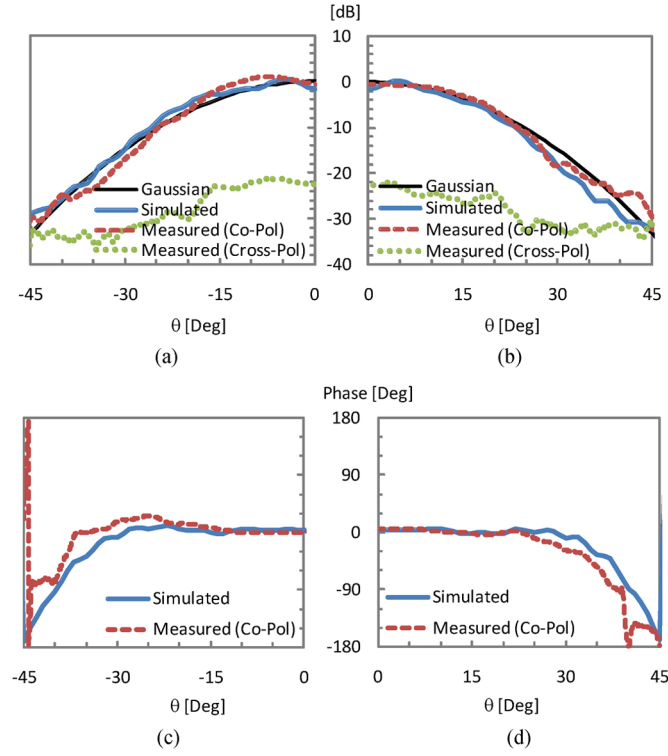 [dB]
10
0
-10
-20
-30
-40
Gaussian
Simulated
Measured (Co-Pol)
Measured (Cross-Pol)
-45
-30
-15
0
θ [Deg]
(a)
Gaussian
Simulated
Measured (Co-Pol)
Measured (Cross-Pol)
0
15
30
45
θ [Deg]
(b)
Phase [Deg]
180
90
0
-90
-180
Simulated
Measured (Co-Pol)
-45
-30
-15
0
θ [Deg]
(c)
Simulated
Measured (Co-Pol)
0
15
30
45
θ [Deg]
(d)